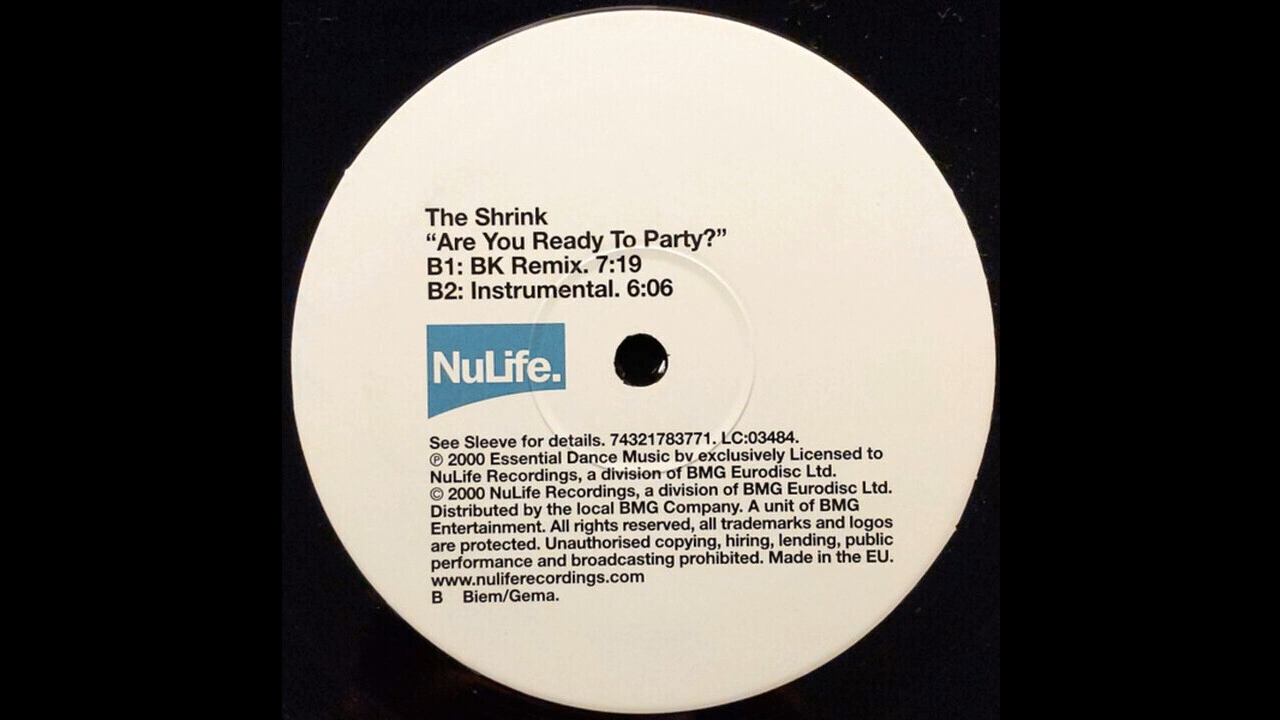 The Shrink
“Are You Ready To Party?”
B1: BK Remix. 7:19
B2: Instrumental. 6:06
NuLife.
See Sleeve for details. 74321783771. LC:03484.
℗ 2000 Essential Dance Music bv exclusively Licensed to
NuLife Recordings, a division of BMG Eurodisc Ltd.
© 2000 NuLife Recordings, a division of BMG Eurodisc Ltd.
Distributed by the local BMG Company. A unit of BMG
Entertainment. All rights reserved, all trademarks and logos
are protected. Unauthorised copying, hiring, lending, public
performance and broadcasting prohibited. Made in the EU.
www.nuliferecordings.com
B Biem/Gema.